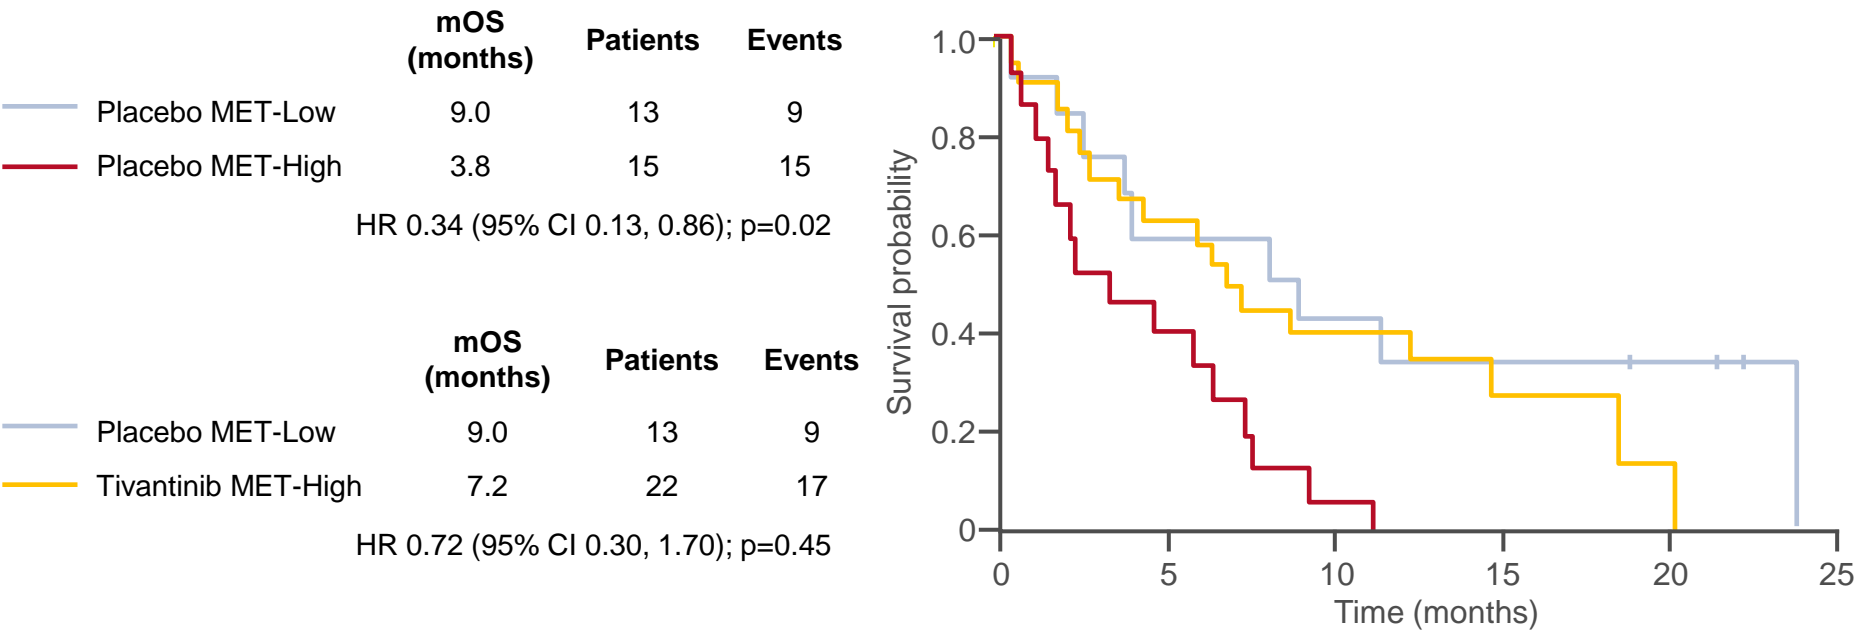 mOS
(months) Patients Events
Placebo MET-Low 9.0 13 9
Placebo MET-High 3.8 15 15
HR 0.34 (95% CI 0.13, 0.86); p=0.02
mOS
(months) Patients Events
Placebo MET-Low 9.0 13 9
Tivantinib MET-High 7.2 22 17
HR 0.72 (95% CI 0.30, 1.70); p=0.45
Survival probability
1.0
0.8
0.6
0.4
0.2
0
0 5 10 15 20 25
Time (months)